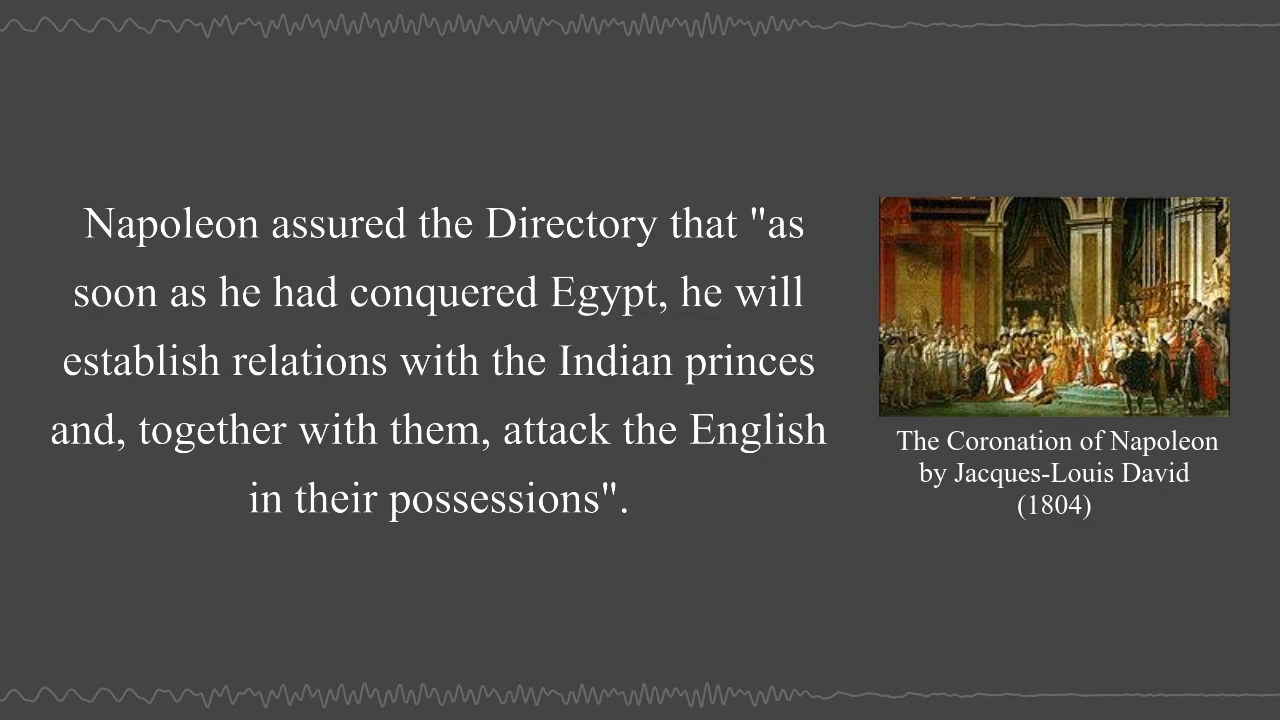 Napoleon assured the Directory that "as
soon as he had conquered Egypt, he will
establish relations with the Indian princes
and, together with them, attack the English
in their possessions".
The Coronation of Napoleon
by Jacques-Louis David
(1804)